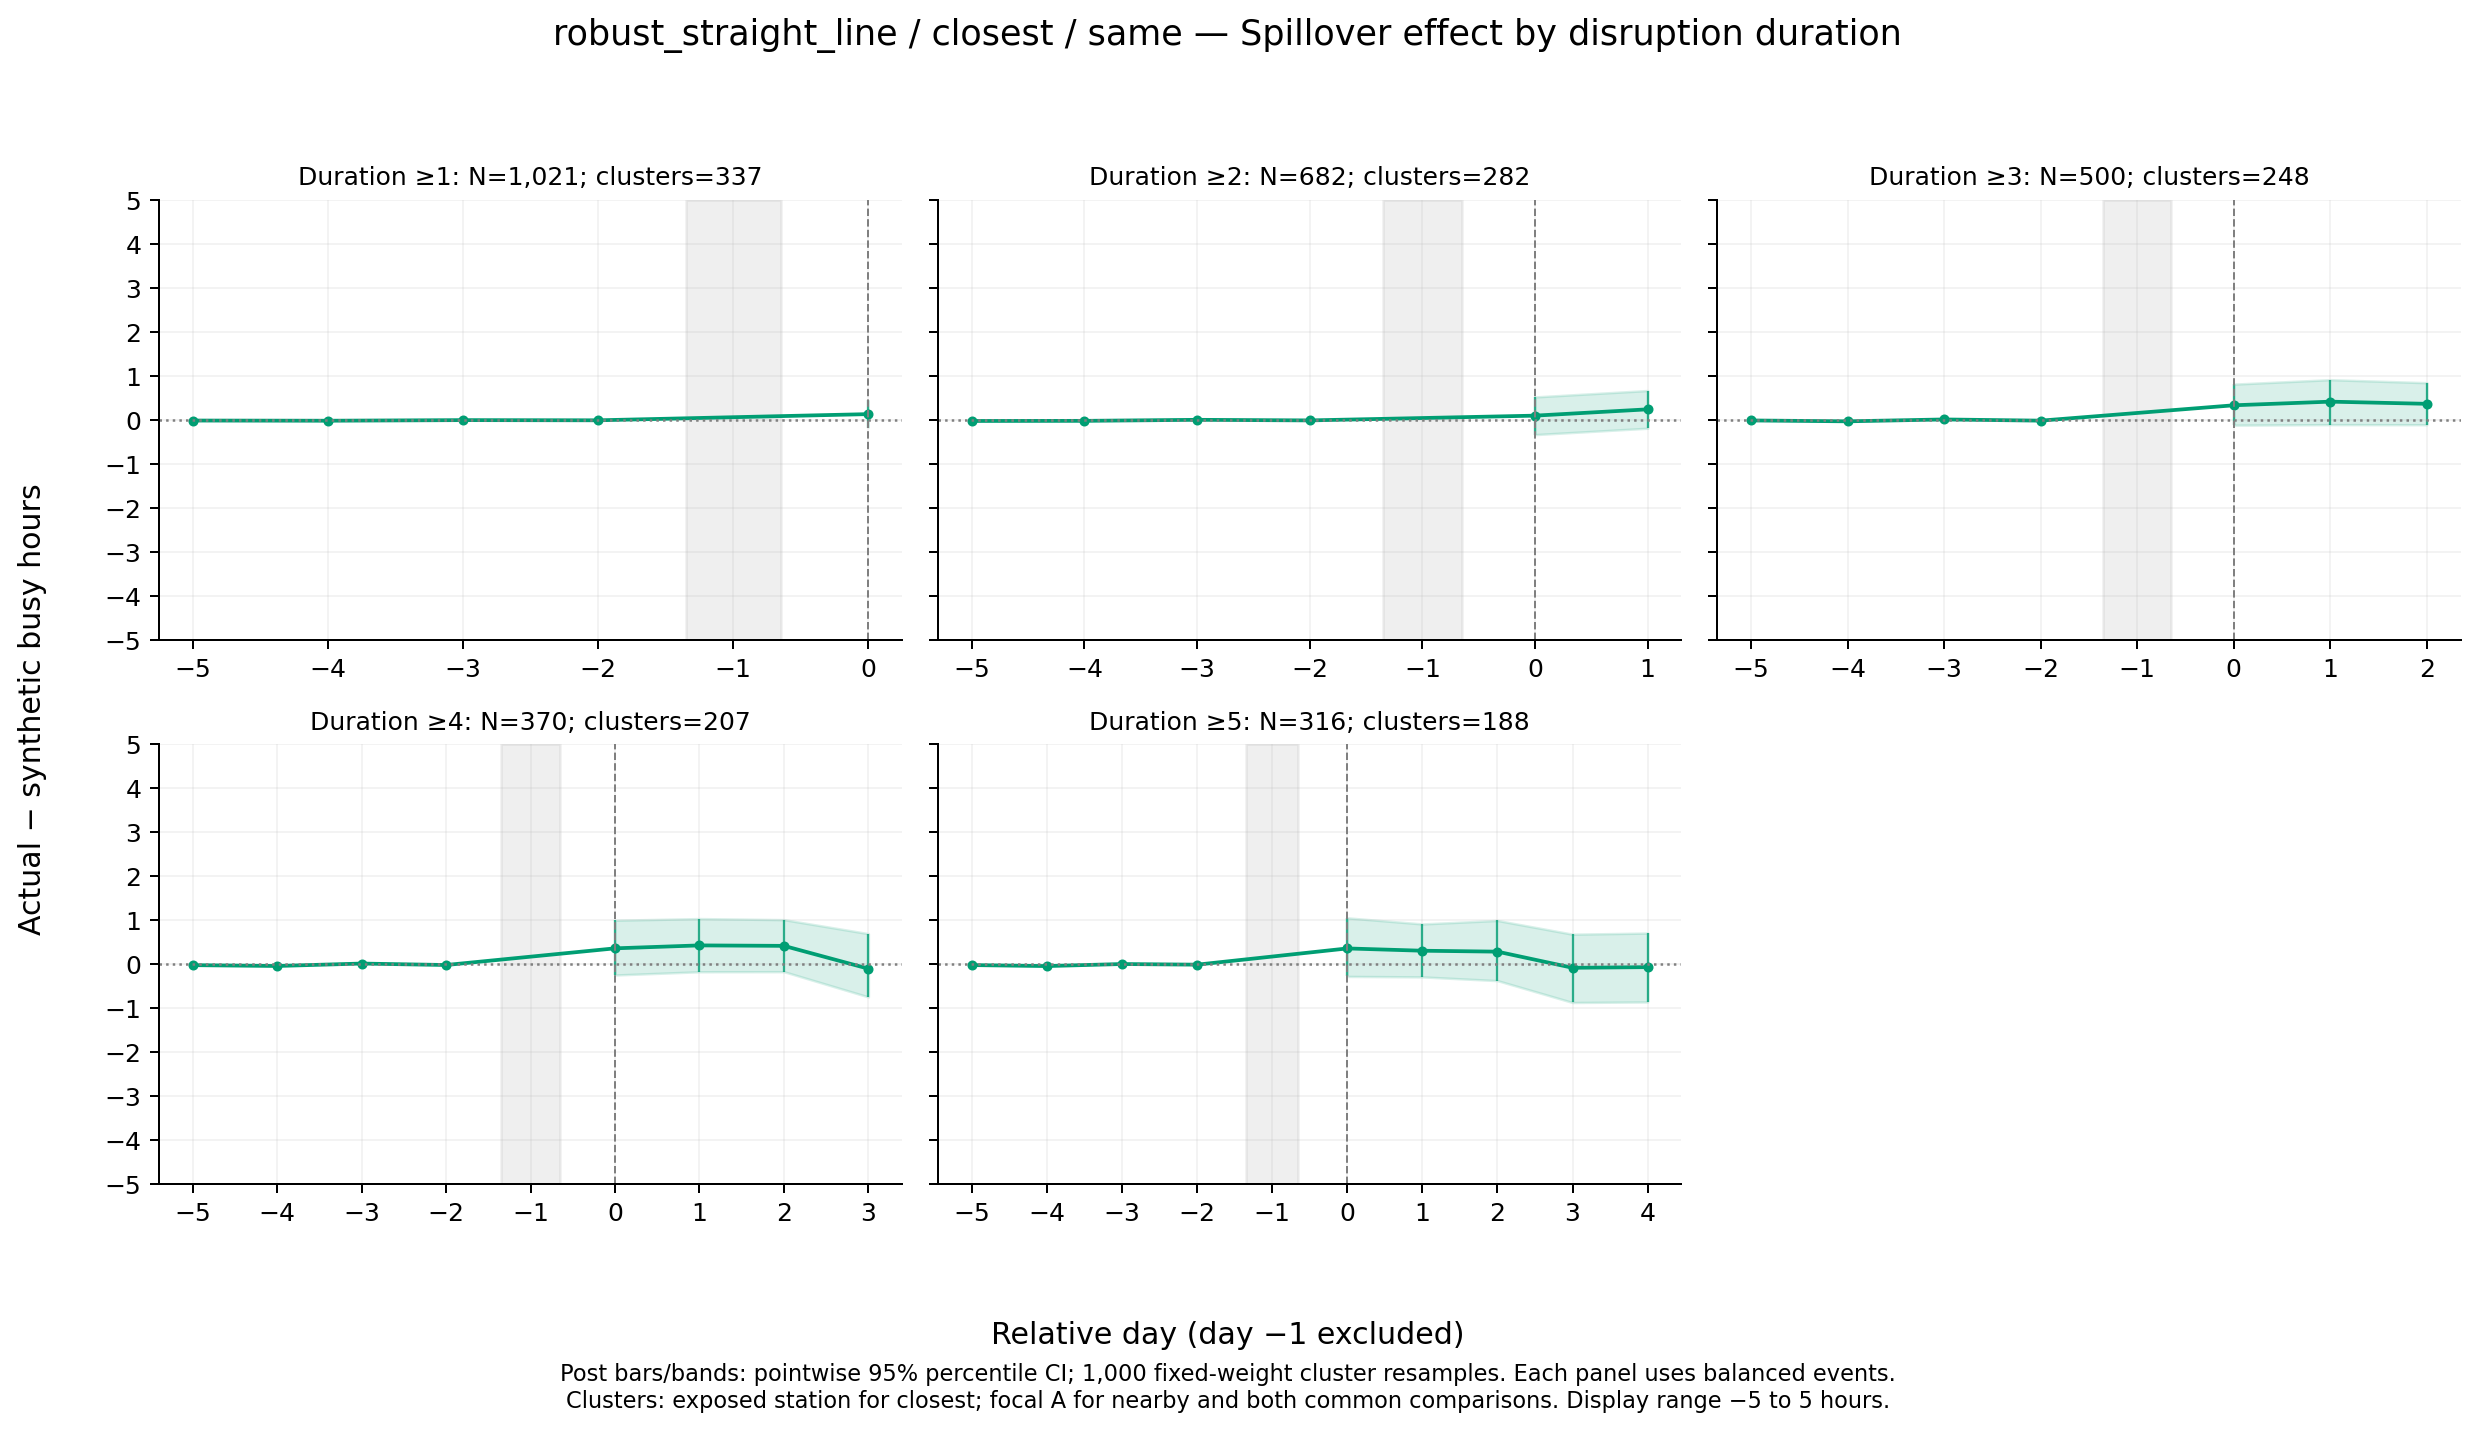 robust_straight_line / closest / same — Spillover effect by disruption duration
Duration ≥1: N=1,021; clusters=337
Duration ≥2: N=682; clusters=282
Duration ≥3: N=500; clusters=248
Actual − synthetic busy hours
5
4
3
2
1
0
−1
−2
−3
−4
−5
−5 −4 −3 −2 −1 0
−5 −4 −3 −2 −1 0 1
−5 −4 −3 −2 −1 0 1 2
Duration ≥4: N=370; clusters=207
Duration ≥5: N=316; clusters=188
5
4
3
2
1
0
−1
−2
−3
−4
−5
−5 −4 −3 −2 −1 0 1 2 3
−5 −4 −3 −2 −1 0 1 2 3 4
Relative day (day −1 excluded)
Post bars/bands: pointwise 95% percentile CI; 1,000 fixed-weight cluster resamples. Each panel uses balanced events.
Clusters: exposed station for closest; focal A for nearby and both common comparisons. Display range −5 to 5 hours.